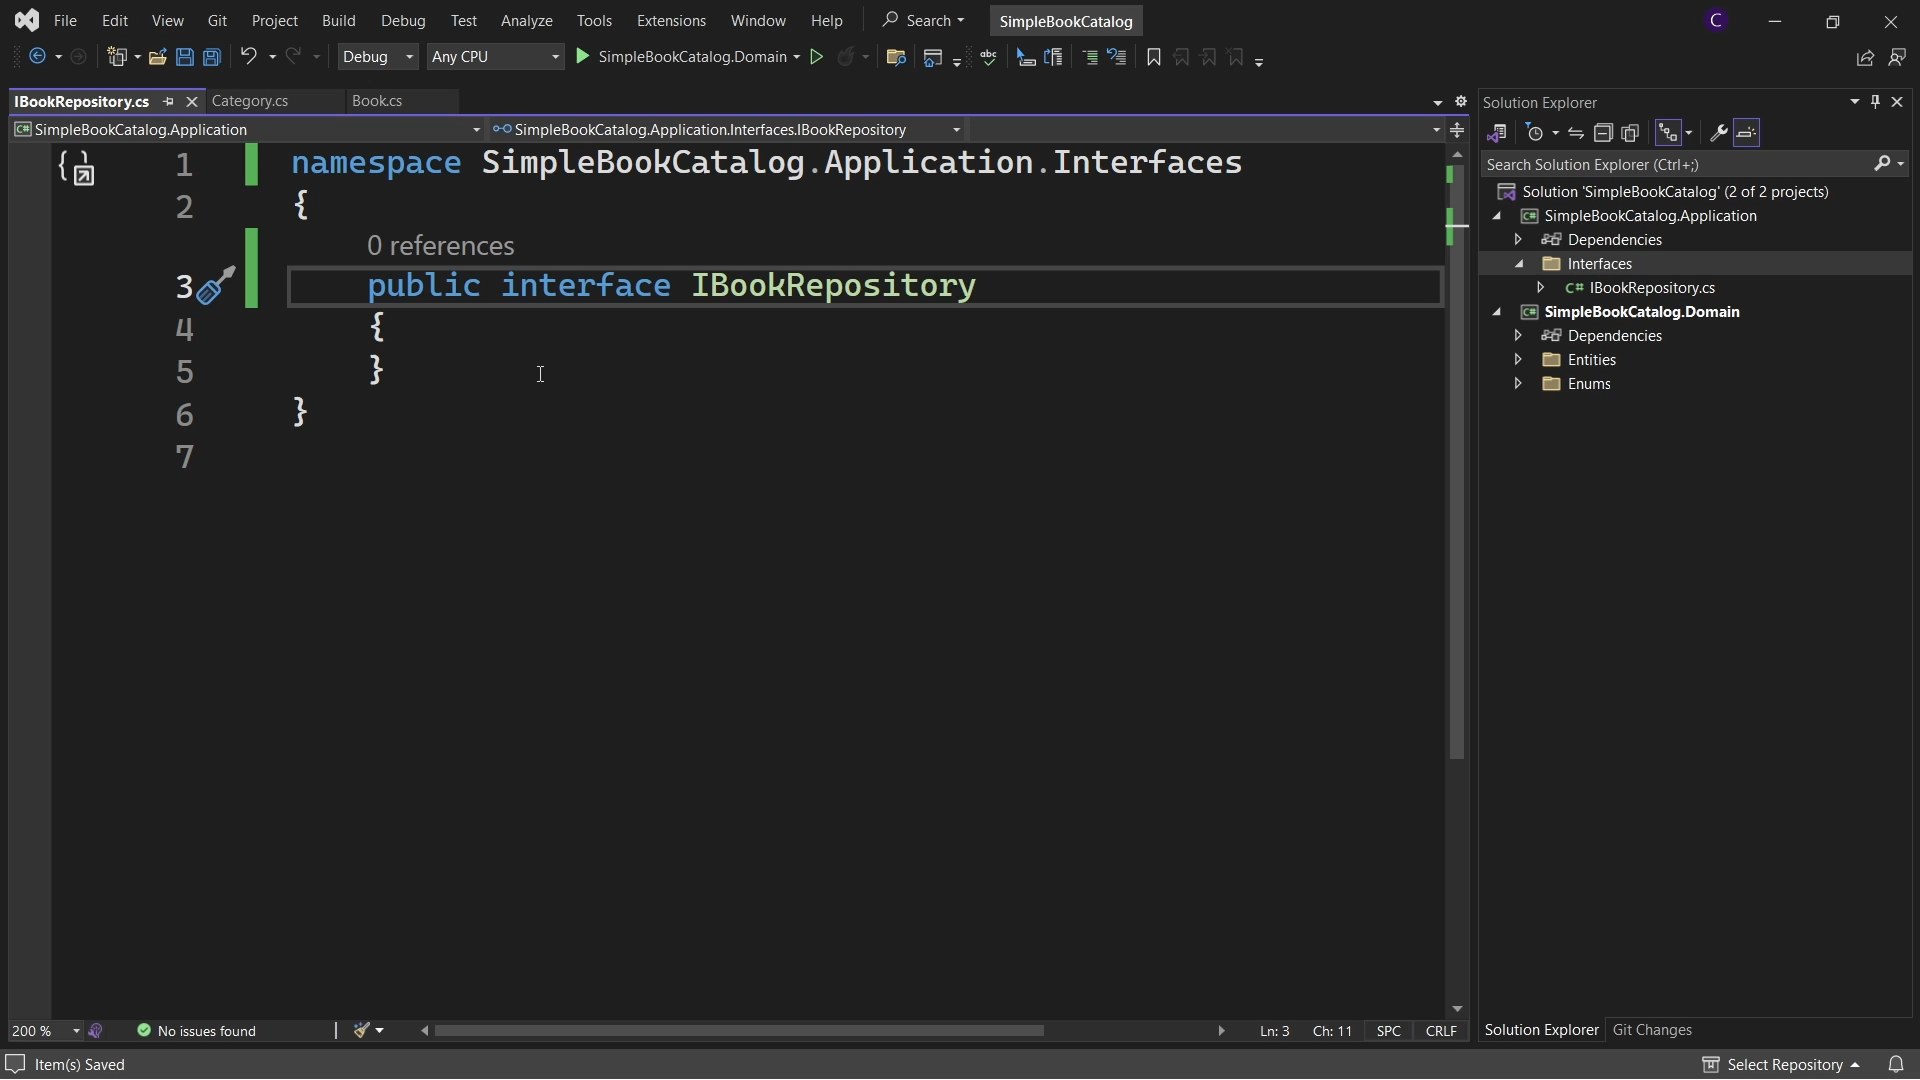 File Edit View Git Project Build Debug Test Analyze Tools Extensions Window Help Search SimpleBookCatalog C
Debug Any CPU SimpleBookCatalog.Domain abc
IBookRepository.cs Category.cs Book.cs
SimpleBookCatalog.Application SimpleBookCatalog.Application.Interfaces.IBookRepository
1 namespace SimpleBookCatalog.Application.Interfaces
2 {
0 references
3 public interface IBookRepository
4 {
5 }
6 }
7
200 % No issues found Ln: 3 Ch: 11 SPC CRLF
Solution Explorer
Search Solution Explorer (Ctrl+;)
Solution 'SimpleBookCatalog' (2 of 2 projects)
C# SimpleBookCatalog.Application
Dependencies
Interfaces
C# IBookRepository.cs
C# SimpleBookCatalog.Domain
Dependencies
Entities
Enums
Solution Explorer Git Changes
Item(s) Saved Select Repository